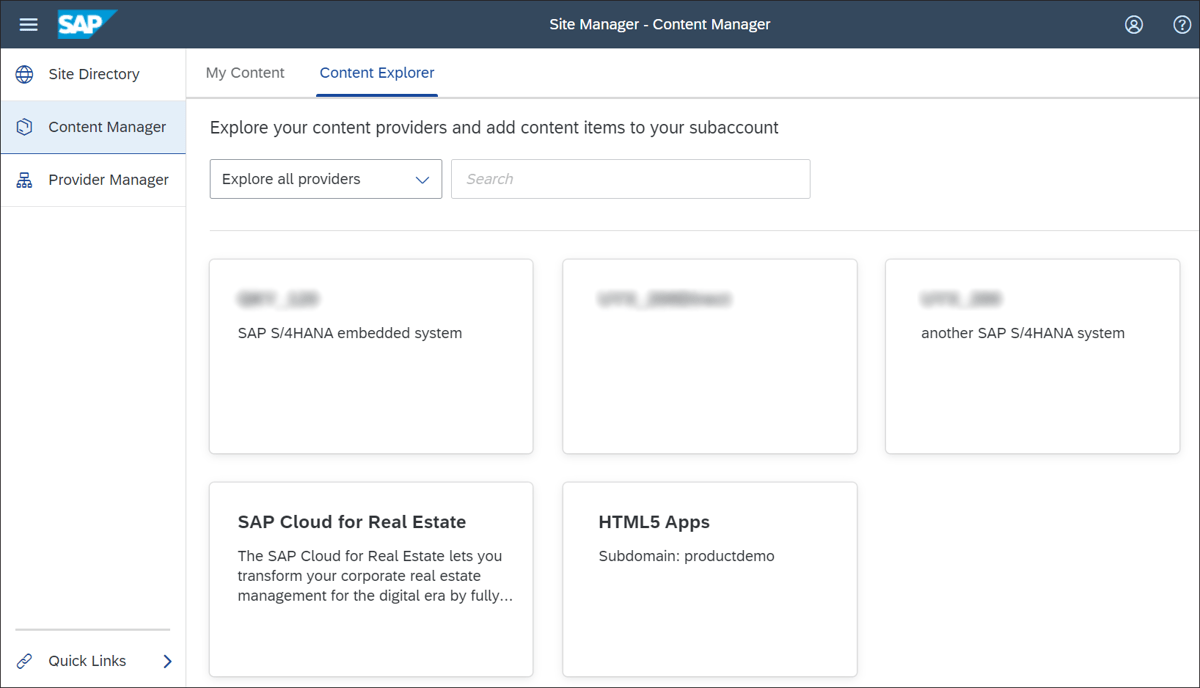 SAP
Site Manager - Content Manager
Site Directory
Content Manager
Provider Manager
Quick Links
My Content
Content Explorer
Explore your content providers and add content items to your subaccount
Explore all providers
Search
SAP S/4HANA embedded system
another SAP S/4HANA system
SAP Cloud for Real Estate
The SAP Cloud for Real Estate lets you
transform your corporate real estate
management for the digital era by fully...
HTML5 Apps
Subdomain: productdemo